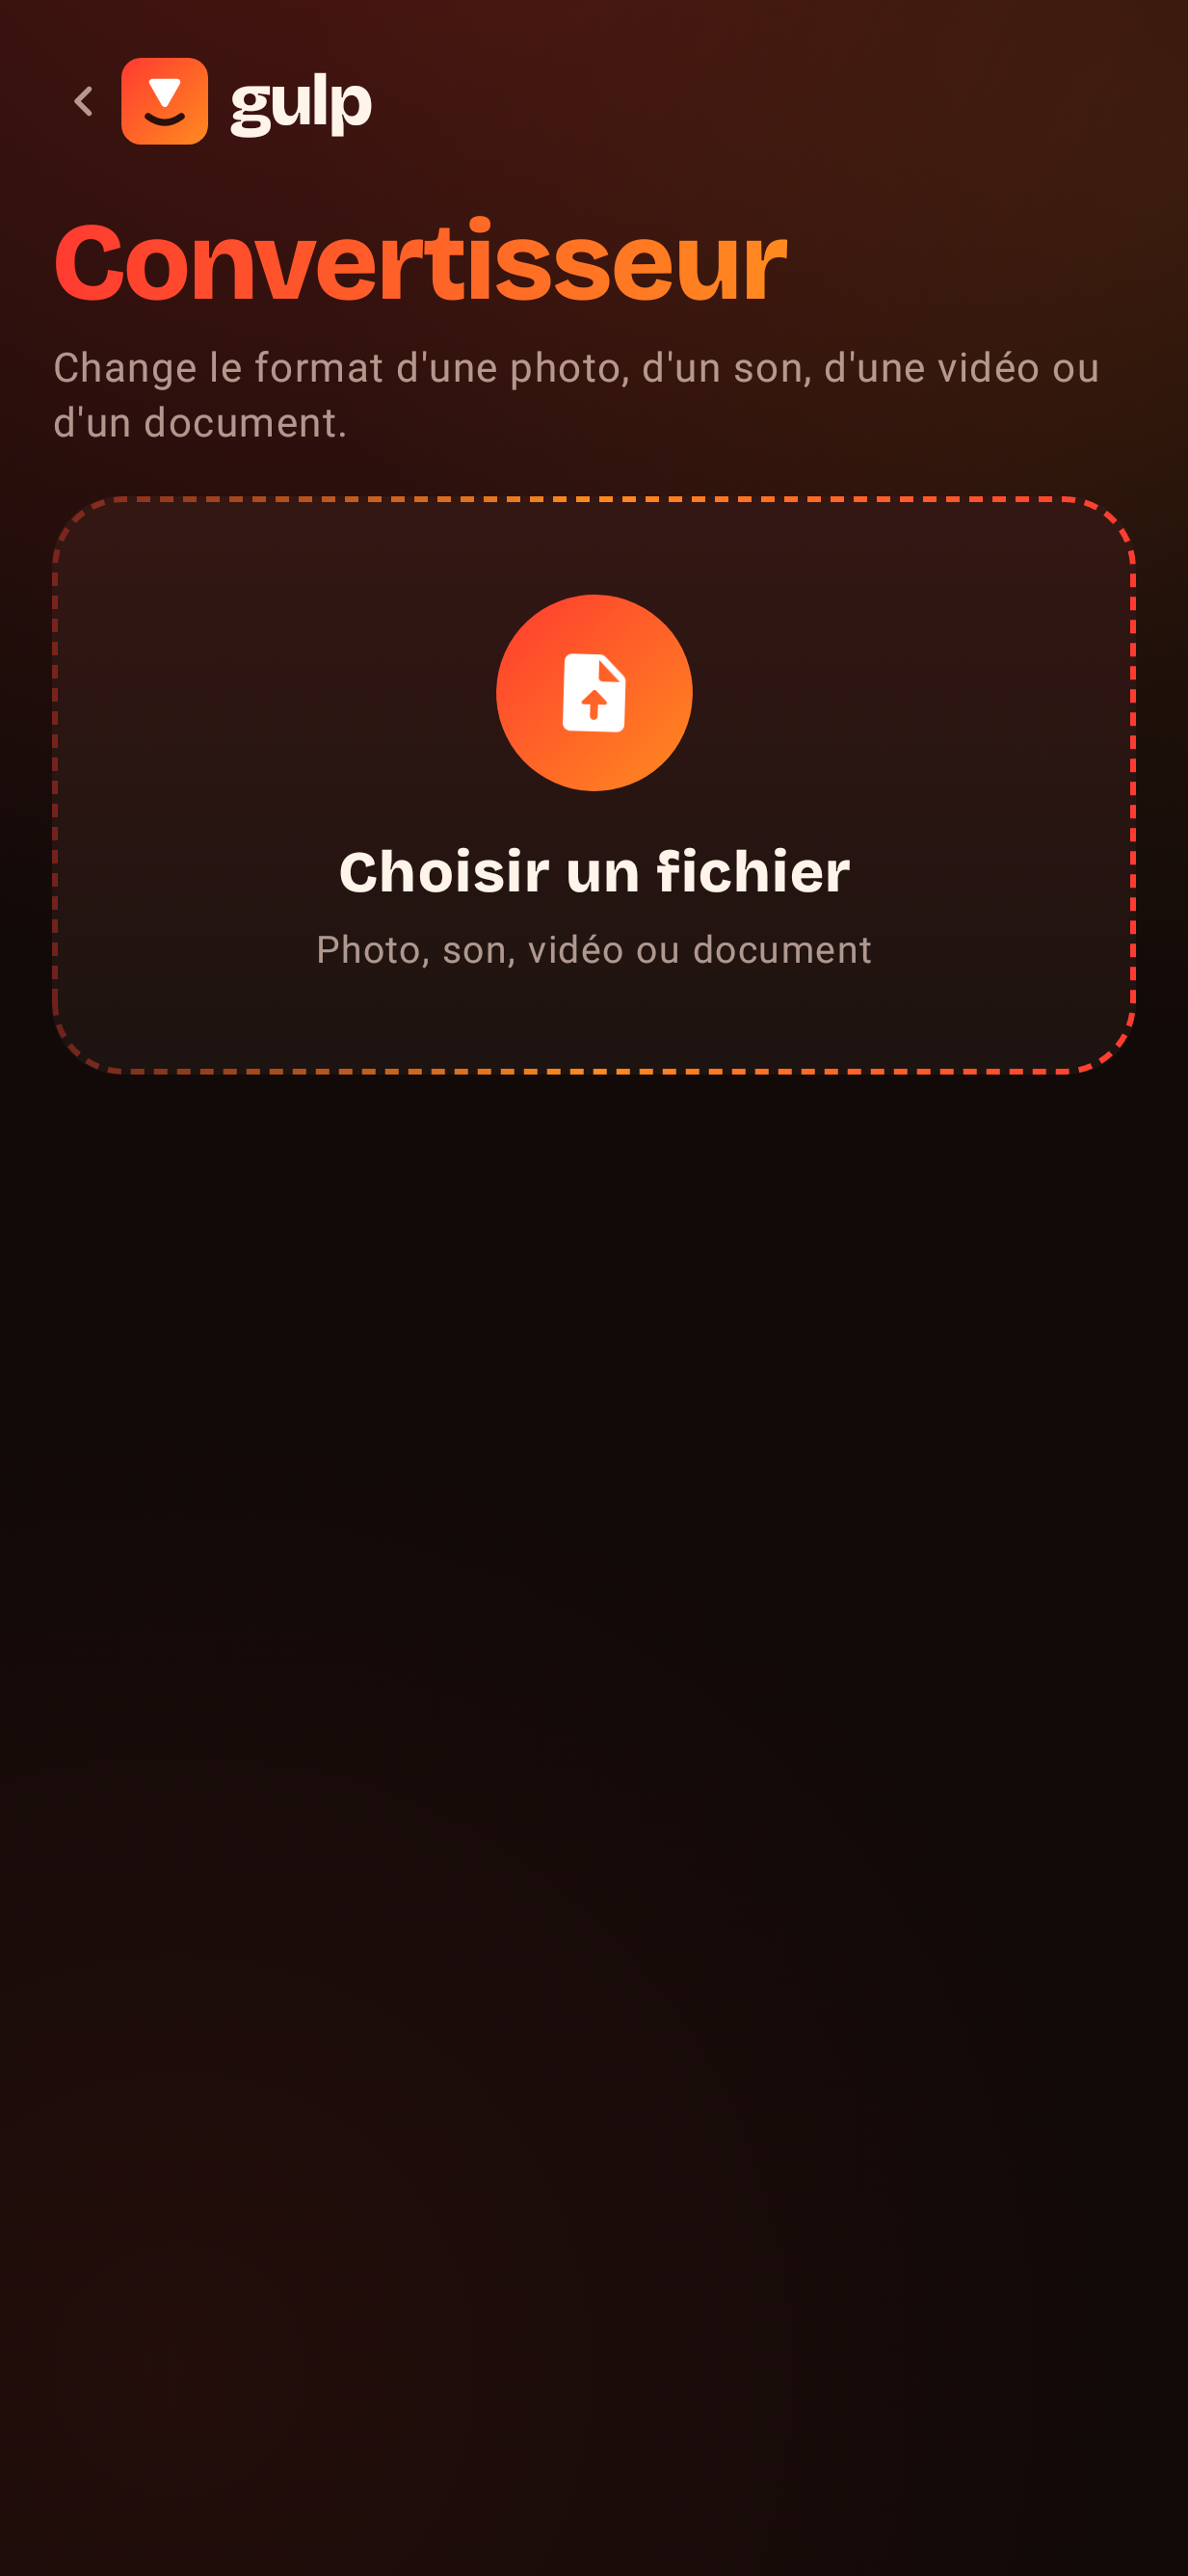 gulp
Convertisseur
Change le format d'une photo, d'un son, d'une vidéo ou
d'un document.
Choisir un fichier
Photo, son, vidéo ou document